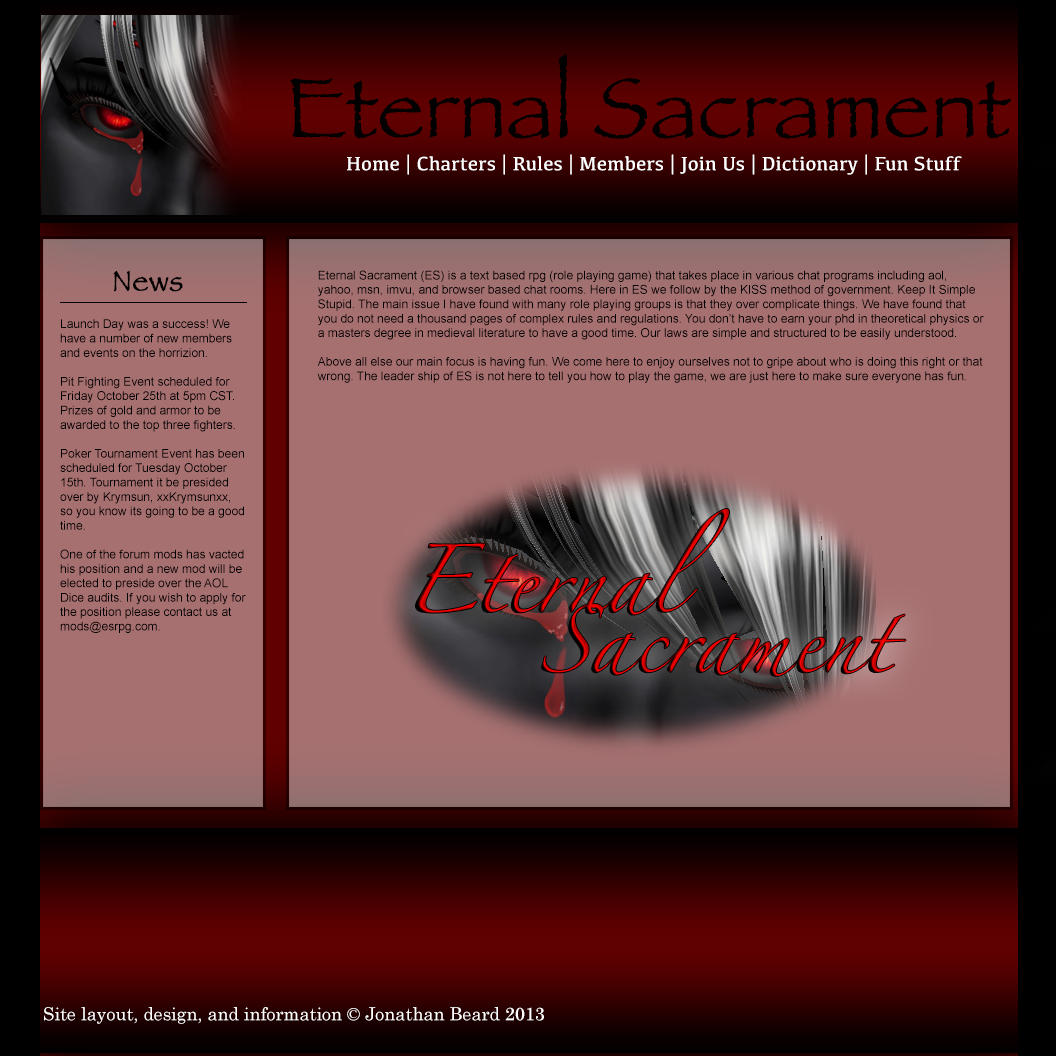 Eternal Sacrament
Home | Charters | Rules | Members | Join Us | Dictionary | Fun Stuff
News
Launch Day was a success! We
have a number of new members
and events on the horrizion.
Pit Fighting Event scheduled for
Friday October 25th at 5pm CST.
Prizes of gold and armor to be
awarded to the top three fighters.
Poker Tournament Event has been
scheduled for Tuesday October
15th. Tournament it be presided
over by Krymsun, xxKrymsunxx,
so you know its going to be a good
time.
One of the forum mods has vacted
his position and a new mod will be
elected to preside over the AOL
Dice audits. If you wish to apply for
the position please contact us at
mods@esrpg.com.
Eternal Sacrament (ES) is a text based rpg (role playing game) that takes place in various chat programs including aol,
yahoo, msn, imvu, and browser based chat rooms. Here in ES we follow by the KISS method of government. Keep It Simple
Stupid. The main issue I have found with many role playing groups is that they over complicate things. We have found that
you do not need a thousand pages of complex rules and regulations. You don't have to earn your phd in theoretical physics or
a masters degree in medieval literature to have a good time. Our laws are simple and structured to be easily understood.
Above all else our main focus is having fun. We come here to enjoy ourselves not to gripe about who is doing this right or that
wrong. The leader ship of ES is not here to tell you how to play the game, we are just here to make sure everyone has fun.
Eternal
Sacrament
Site layout, design, and information © Jonathan Beard 2013